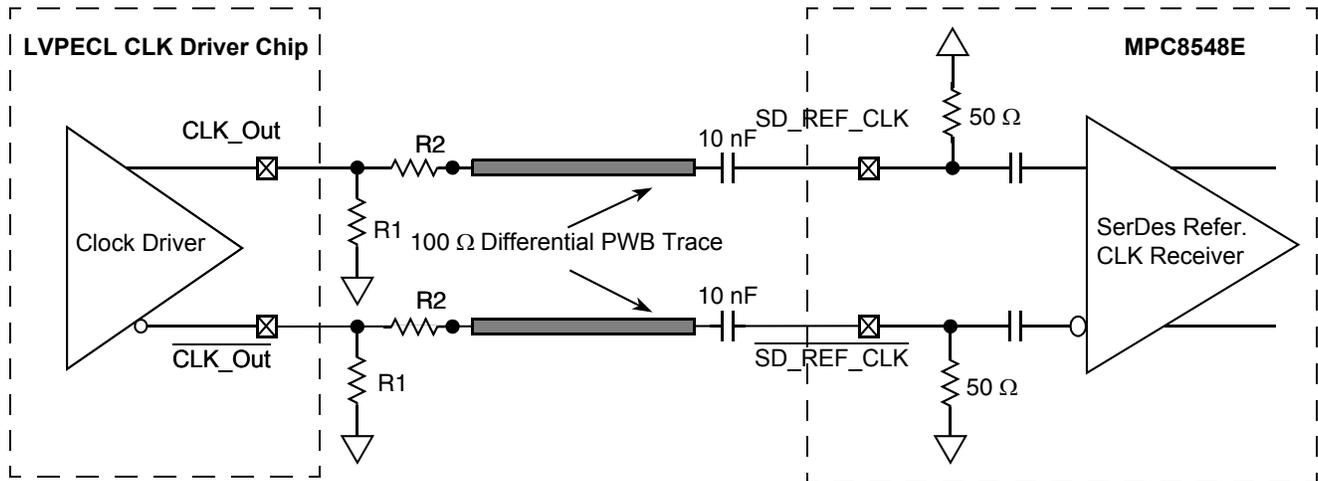 LVPECL CLK Driver Chip
MPC8548E
CLK_Out
R2
10 nF
SD_REF_CLK
50 Ω
Clock Driver
R1
100 Ω Differential PWB Trace
SerDes Refer.
CLK Receiver
R2
10 nF
CLK_Out
SD_REF_CLK
R1
50 Ω